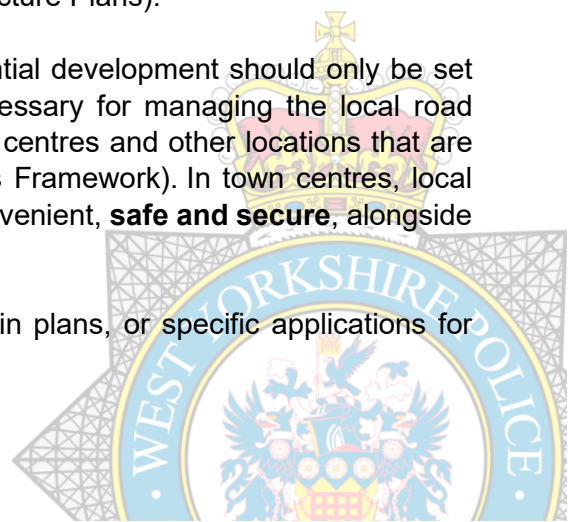 cture Plans).
ntial development should only be set
essary for managing the local road
centres and other locations that are
s Framework). In town centres, local
venient, safe and secure, alongside
in plans, or specific applications for
WEST YORKSHIRE POLICE